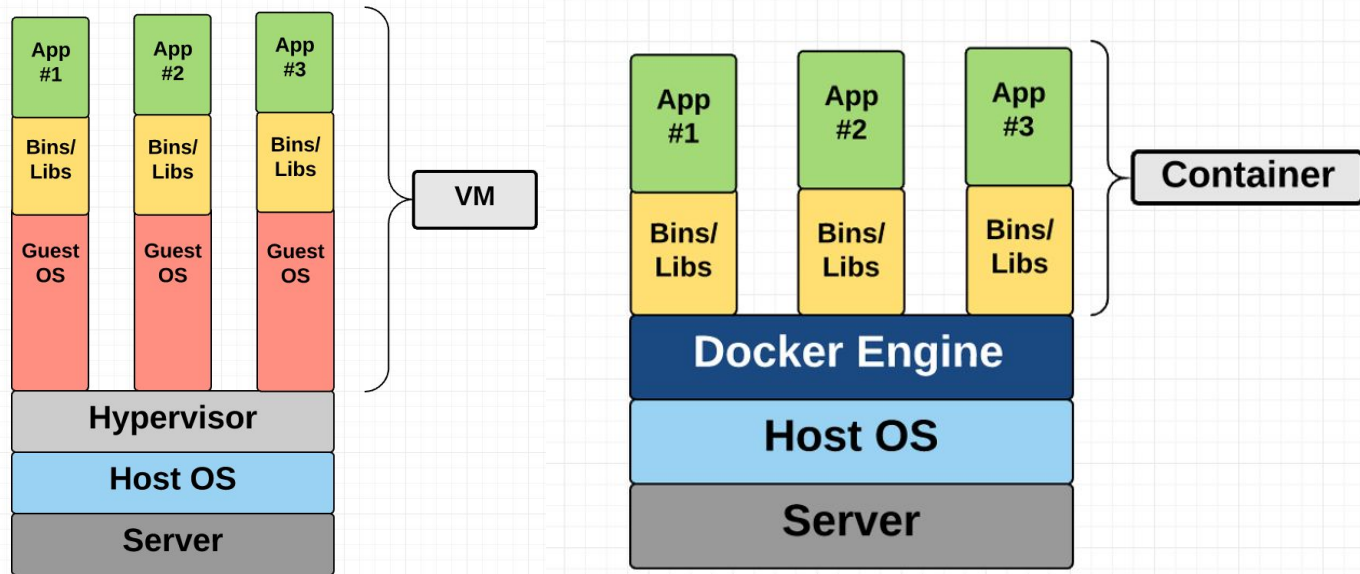 App
#1
App
#2
App
#3
Bins/
Libs
Bins/
Libs
Bins/
Libs
Guest
OS
Guest
OS
Guest
OS
VM
Hypervisor
Host OS
Server
App
#1
App
#2
App
#3
Bins/
Libs
Bins/
Libs
Bins/
Libs
Container
Docker Engine
Host OS
Server